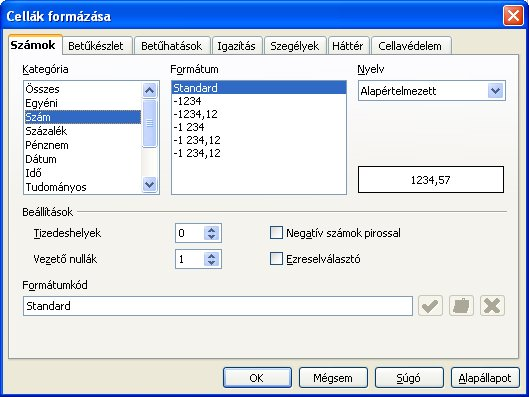 Cellák formázása
Számok Betűkészlet Betűhatások Igazítás Szegélyek Háttér Cellavédelem
Kategória Formátum Nyelv
Összes
Egyéni
Szám
Százalék
Pénznem
Dátum
Idő
Tudományos
Standard
-1234
-1234,12
-1 234
-1 234,12
-1 234,12
Alapértelmezett
1234,57
Beállítások
Tizedeshelyek 0 Negatív számok pirossal
Vezető nullák 1 Ezreselválasztó
Formátumkód
Standard
OK Mégsem Súgó Alapállapot